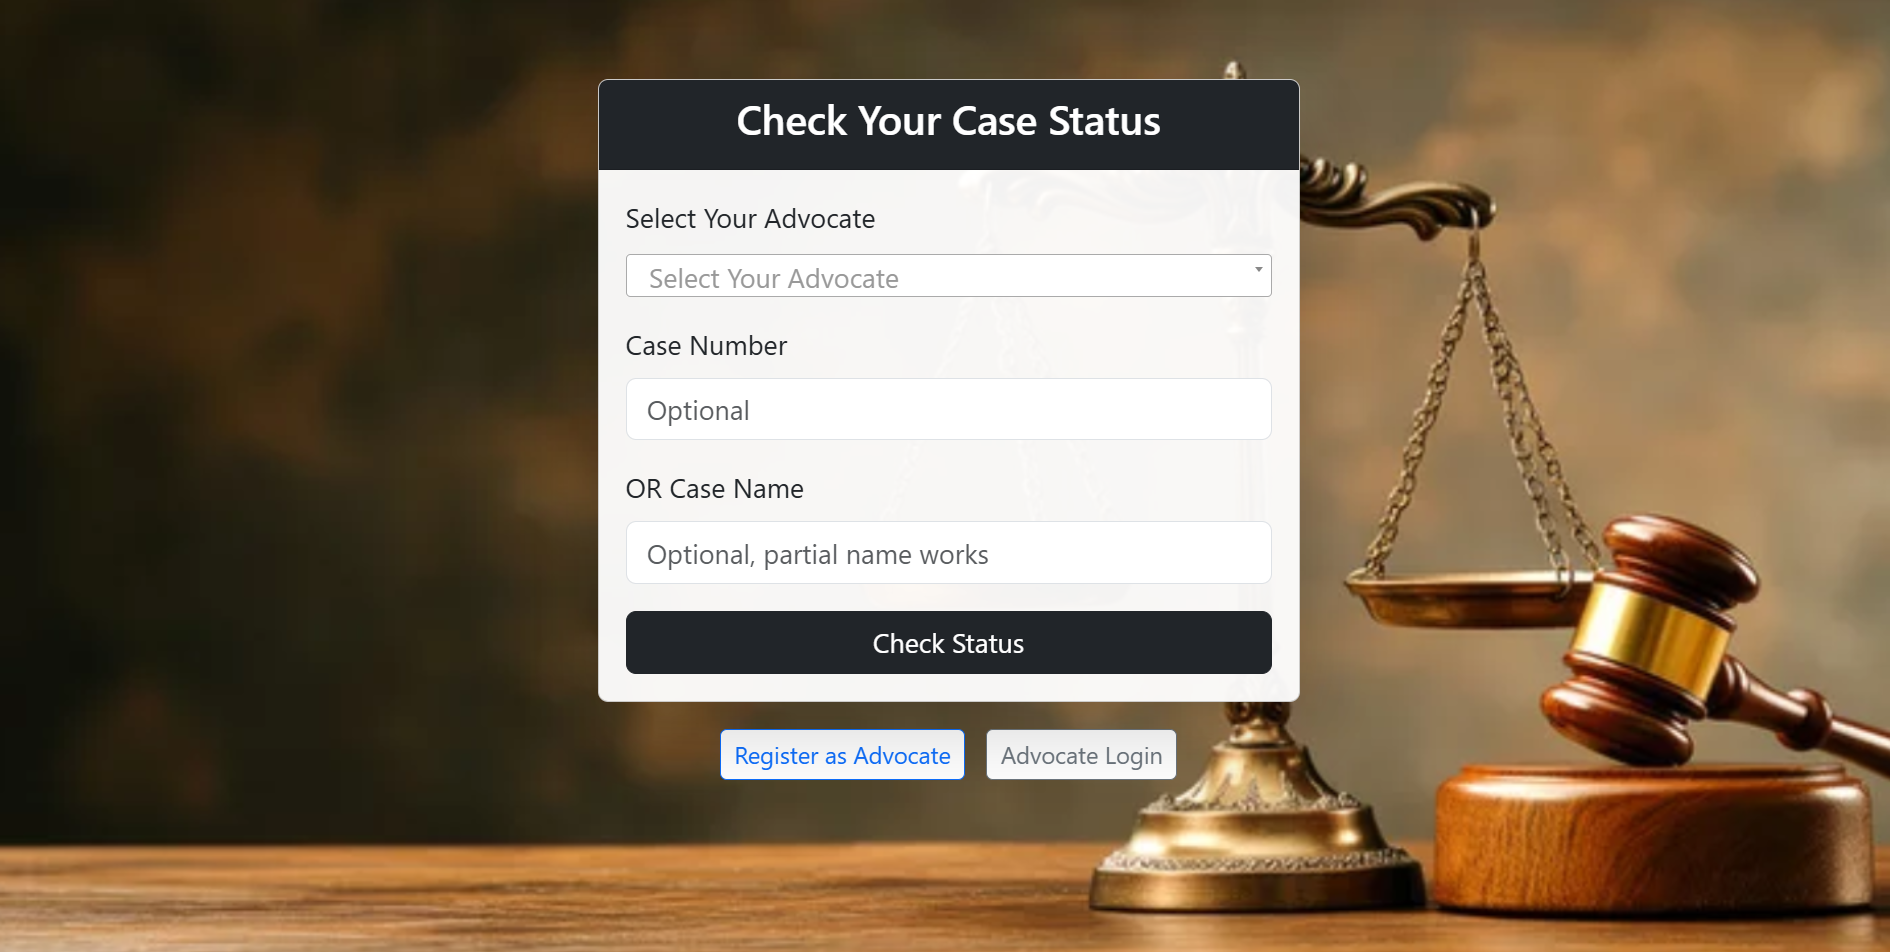 Check Your Case Status
Select Your Advocate
Select Your Advocate
Case Number
Optional
OR Case Name
Optional, partial name works
Check Status
Register as Advocate
Advocate Login